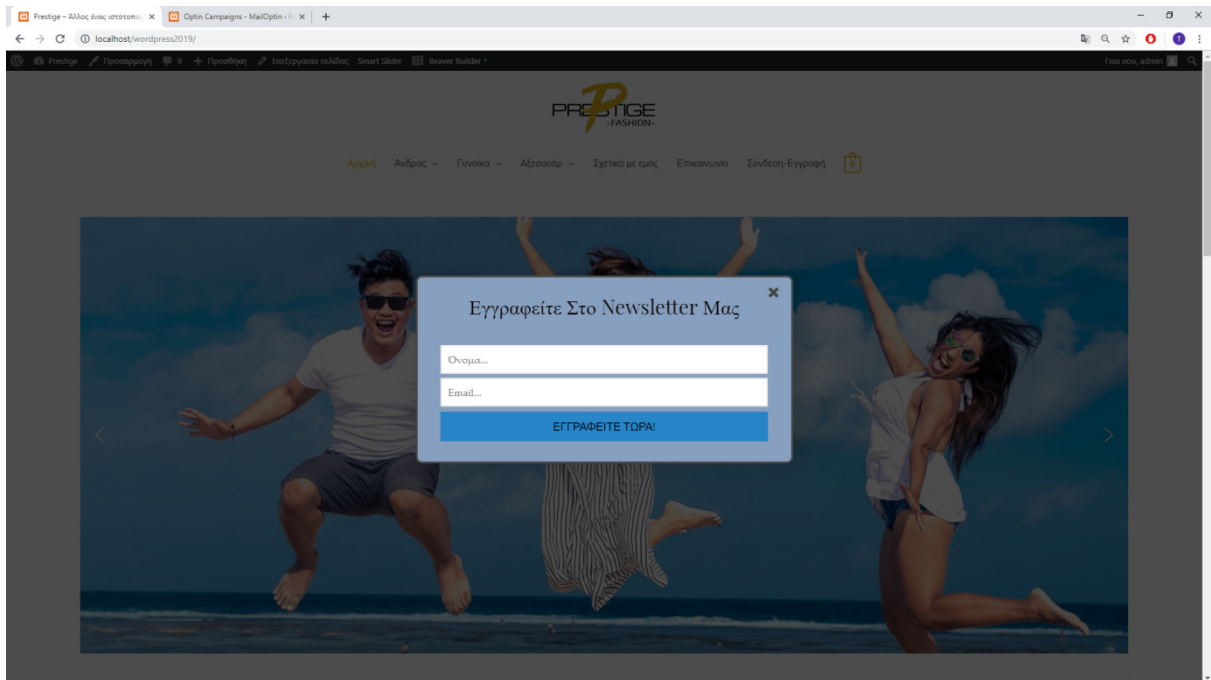 Prestige – Άλλος ένας ιστότοπος
Optin Campaigns - MailOptin ‹ P
localhost/wordpress2019/
T
Prestige Προσαρμογή 9 Προσθήκη Επεξεργασία σελίδας Smart Slider Beaver Builder
Γεια σου, admin
PRESTIGE
-FASHION-
Αρχική Άνδρας Γυναίκα Αξεσουάρ Σχετικά με εμάς Επικοινωνία Σύνδεση-Εγγραφή 0
Εγγραφείτε Στο Newsletter Μας
Όνομα...
Email...
ΕΓΓΡΑΦΕΙΤΕ ΤΩΡΑ!